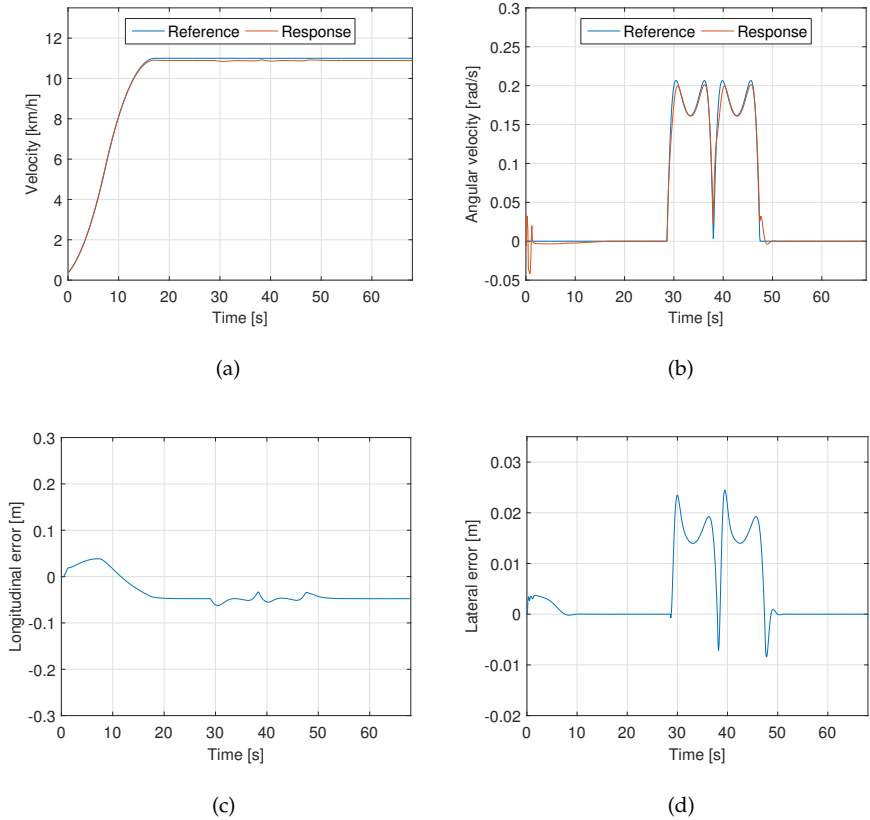 Reference Response
Velocity [km/h]
12
10
8
6
4
2
0
0 10 20 30 40 50 60
Time [s]
(a)
Reference Response
Angular velocity [rad/s]
0.3
0.25
0.2
0.15
0.1
0.05
0
-0.05
0 10 20 30 40 50 60
Time [s]
(b)
Longitudinal error [m]
0.3
0.2
0.1
0
-0.1
-0.2
-0.3
0 10 20 30 40 50 60
Time [s]
(c)
Lateral error [m]
0.03
0.02
0.01
0
-0.01
-0.02
0 10 20 30 40 50 60
Time [s]
(d)